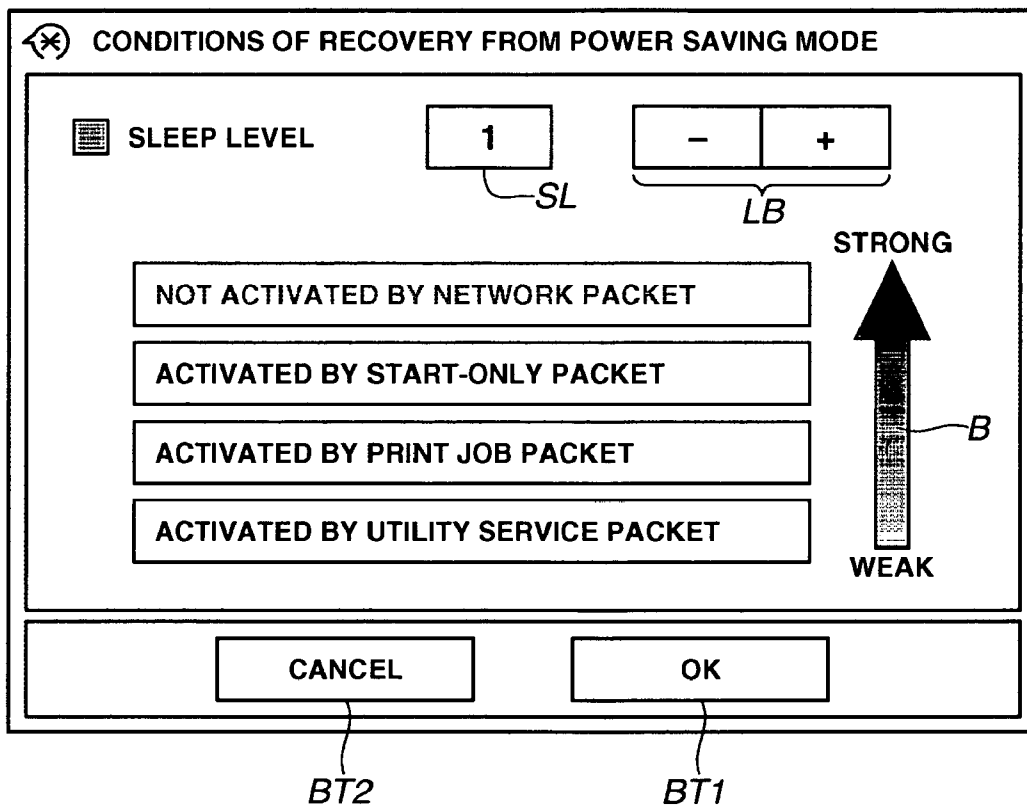 CONDITIONS OF RECOVERY FROM POWER SAVING MODE
SLEEP LEVEL 1 - +
SL LB
STRONG
NOT ACTIVATED BY NETWORK PACKET
ACTIVATED BY START-ONLY PACKET
B
ACTIVATED BY PRINT JOB PACKET
ACTIVATED BY UTILITY SERVICE PACKET
WEAK
CANCEL OK
BT2 BT1